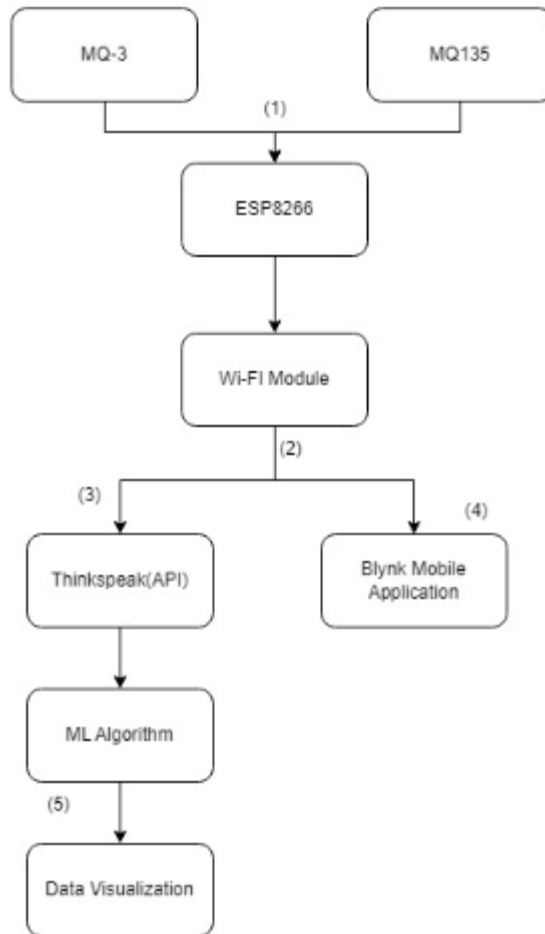 MQ-3
MQ135
(1)
ESP8266
Wi-FI Module
(2)
(3)
(4)
Thinkspeak(API)
Blynk Mobile
Application
ML Algorithm
(5)
Data Visualization